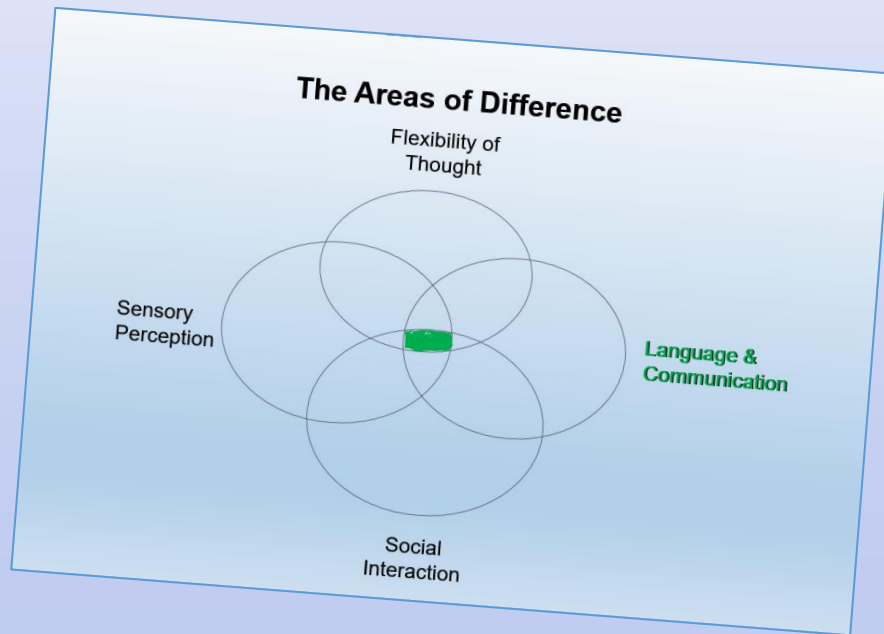 The Areas of Difference
Flexibility of
Thought
Sensory
Perception
Language &
Communication
Social
Interaction